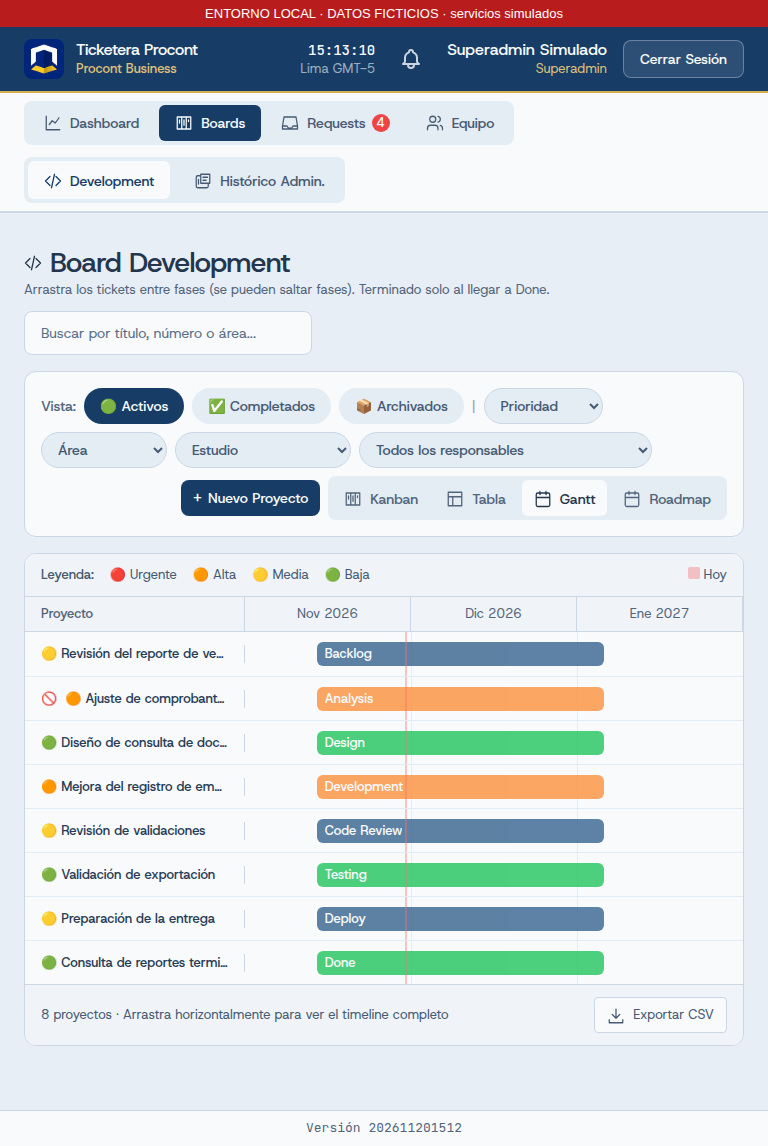 ENTORNO LOCAL · DATOS FICTICIOS · servicios simulados
Ticketera Procont
Procont Business
15:13:10
Lima GMT-5
Superadmin Simulado
Superadmin
Cerrar Sesión
Dashboard
Boards
Requests 4
Equipo
Development
Histórico Admin.
Board Development
Arrastra los tickets entre fases (se pueden saltar fases). Terminado solo al llegar a Done.
Buscar por título, número o área...
Vista:
Activos
Completados
Archivados
|
Prioridad
Área
Estudio
Todos los responsables
+ Nuevo Proyecto
Kanban
Tabla
Gantt
Roadmap
Leyenda:
Urgente
Alta
Media
Baja
Hoy
Proyecto
Nov 2026
Dic 2026
Ene 2027
Revisión del reporte de ve...
Backlog
Ajuste de comprobant...
Analysis
Diseño de consulta de doc...
Design
Mejora del registro de em...
Development
Revisión de validaciones
Code Review
Validación de exportación
Testing
Preparación de la entrega
Deploy
Consulta de reportes termi...
Done
8 proyectos · Arrastra horizontalmente para ver el timeline completo
Exportar CSV
Versión 202611201512